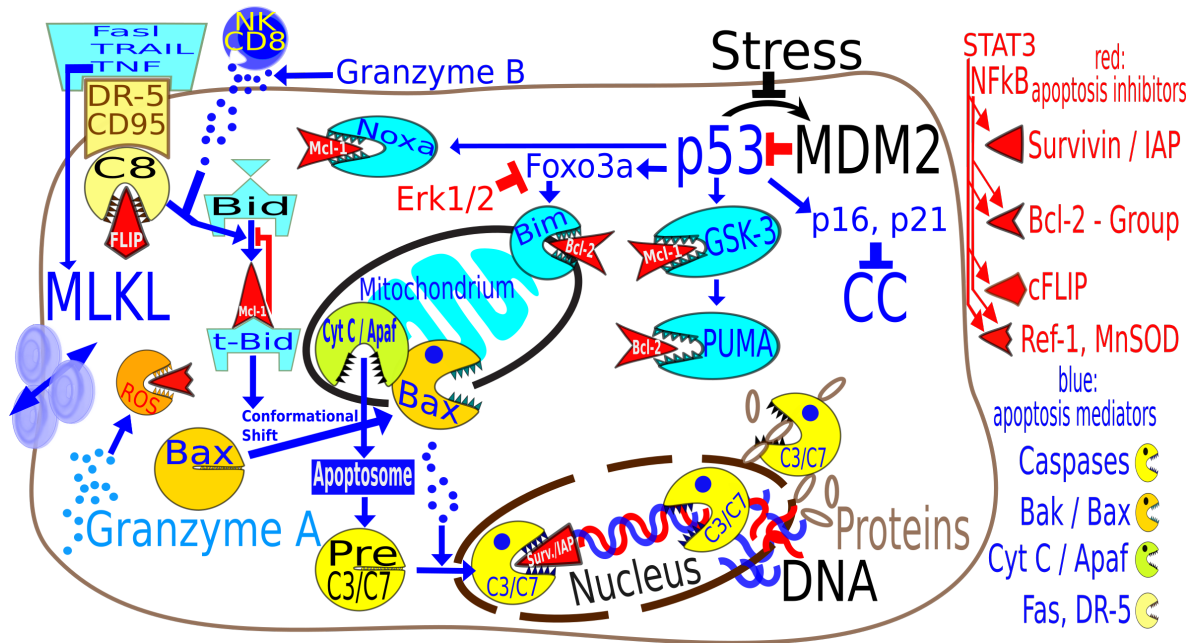 FasI
TRAIL
TNF
NK
CD8
Granzyme B
DR-5
CD95
C8
FLIP
MLKL
Bid
Mcl-1
t-Bid
ROS
Conformational
Shift
Bax
Granzyme A
Mcl-1
Noxa
Erk1/2
Foxo3a
Bim
Bcl-2
Mitochondrium
Cyt C / Apaf
Bax
Apoptosome
Pre
C3/C7
Stress
p53
MDM2
Mcl-1
GSK-3
Bcl-2
PUMA
p16, p21
CC
C3/C7
Surv./IAP
Nucleus
C3/C7
DNA
C3/C7
Proteins
STAT3
NFkB
red:
apoptosis inhibitors
Survivin / IAP
Bcl-2 - Group
cFLIP
Ref-1, MnSOD
blue:
apoptosis mediators
Caspases
Bak / Bax
Cyt C / Apaf
Fas, DR-5